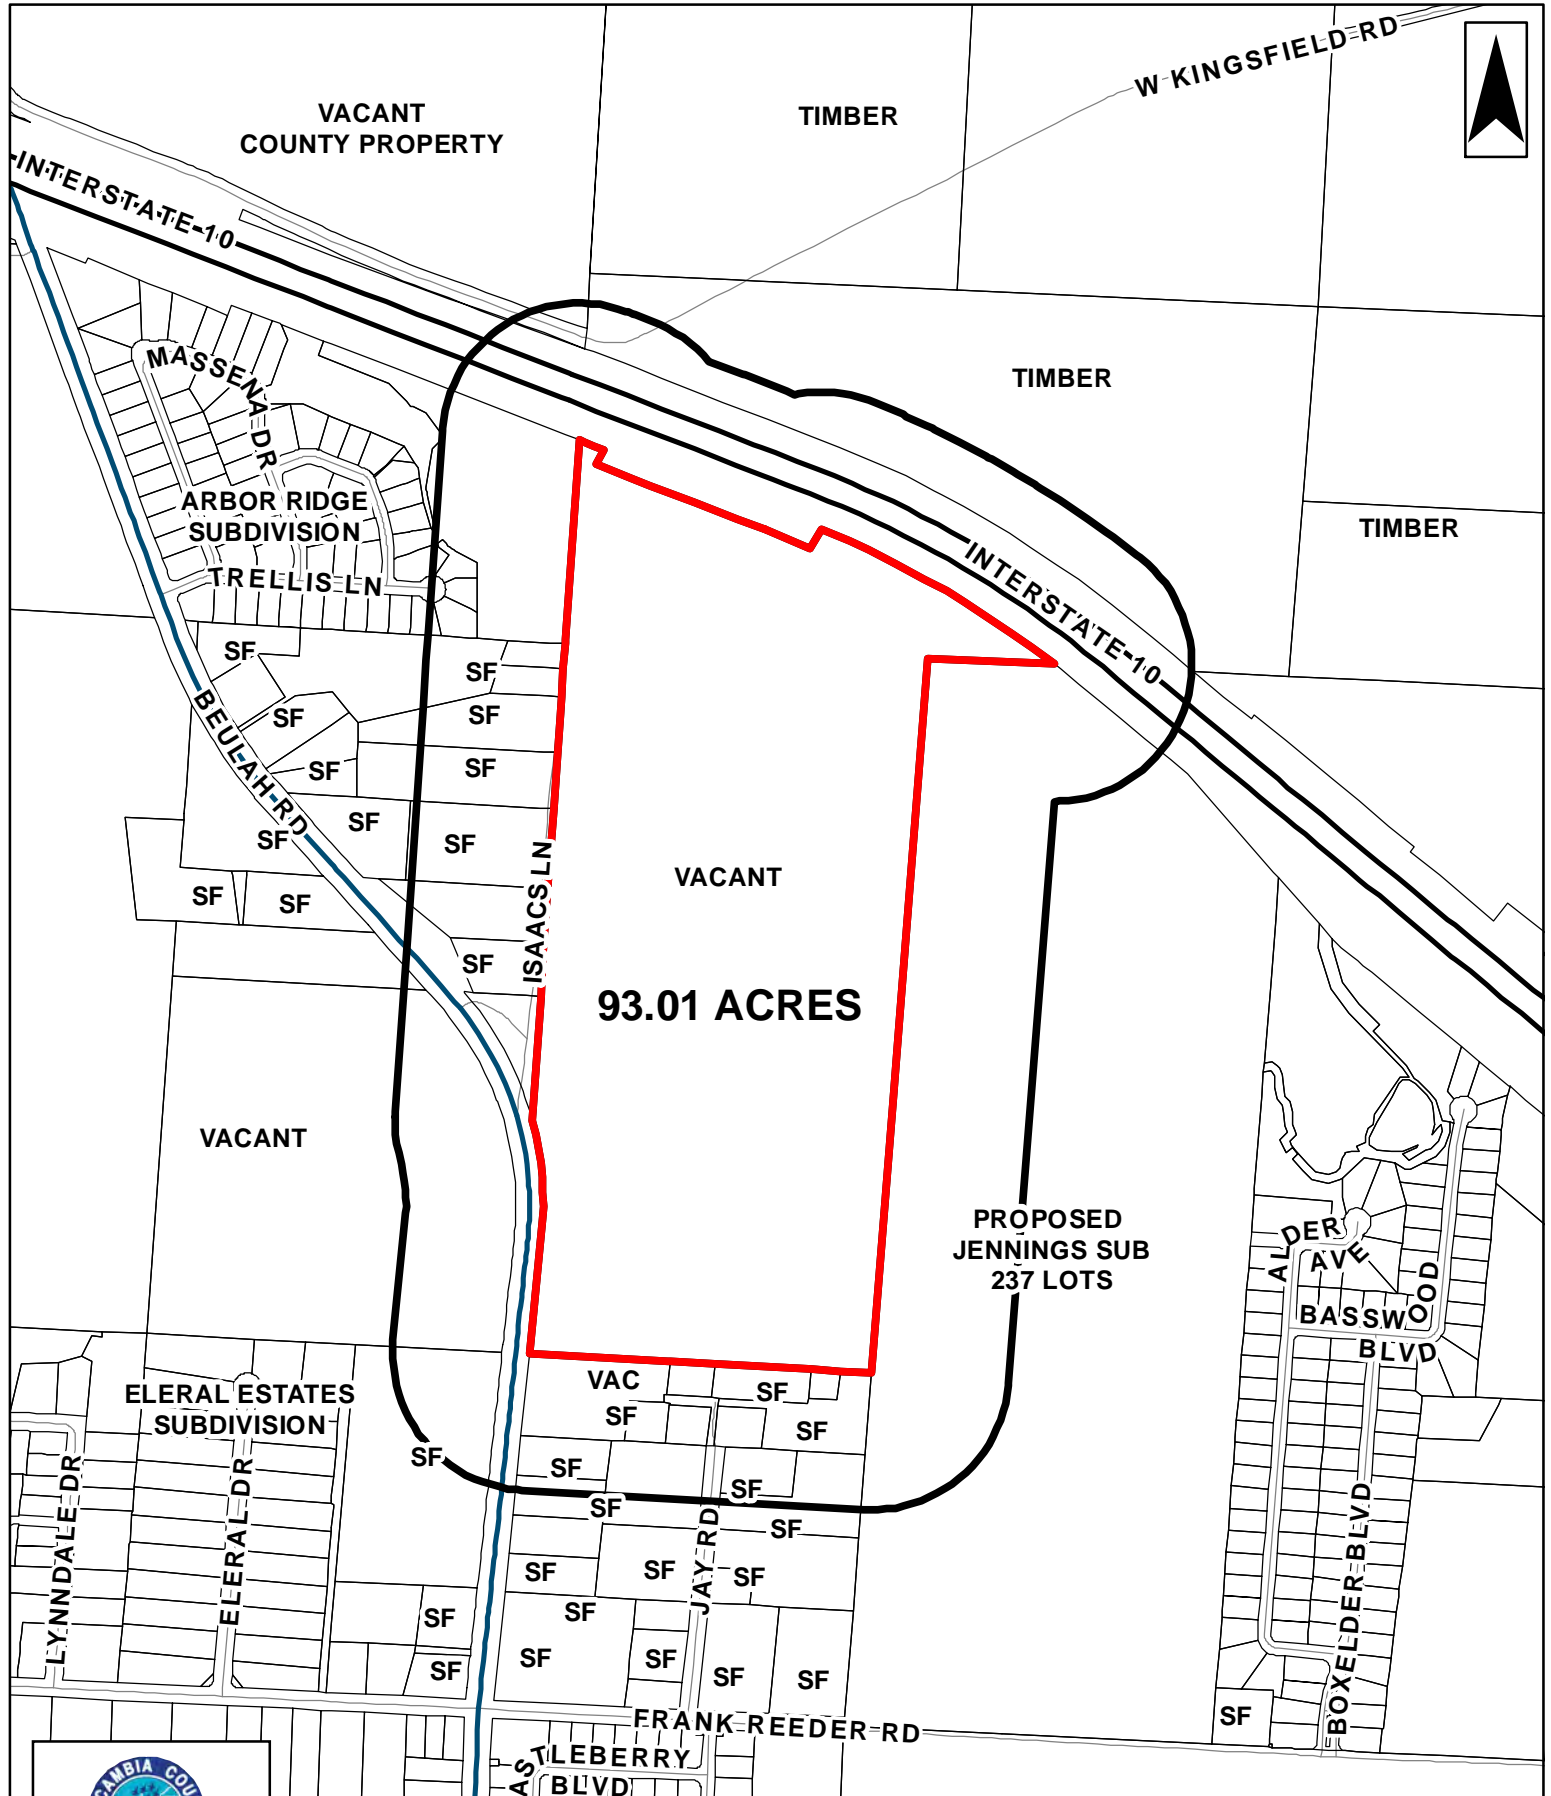 W KINGSFIELD RD
VACANT
COUNTY PROPERTY
TIMBER
INTERSTATE 10
TIMBER
MASSENA DR
ARBOR RIDGE
SUBDIVISION
TIMBER
TRELLIS LN
INTERSTATE 10
SF
SF
SF
SF
SF
SF
BEULAH RD
SF
SF
SF
SF
SF
SF
ISAACS LN
VACANT
93.01 ACRES
VACANT
PROPOSED
JENNINGS SUB
237 LOTS
ALDER
AVE
BASSWOOD
BLVD
VAC
SF
ELERAL ESTATES
SUBDIVISION
SF
SF
SF
SF
SF
SF
SF
LYNNDALE DR
ELERAL DR
JAY RD
BOXELDER BLVD
SF
SF
SF
SF
SF
SF
SF
SF
SF
SF
SF
FRANK REEDER RD
TLEBERRY
BLVD